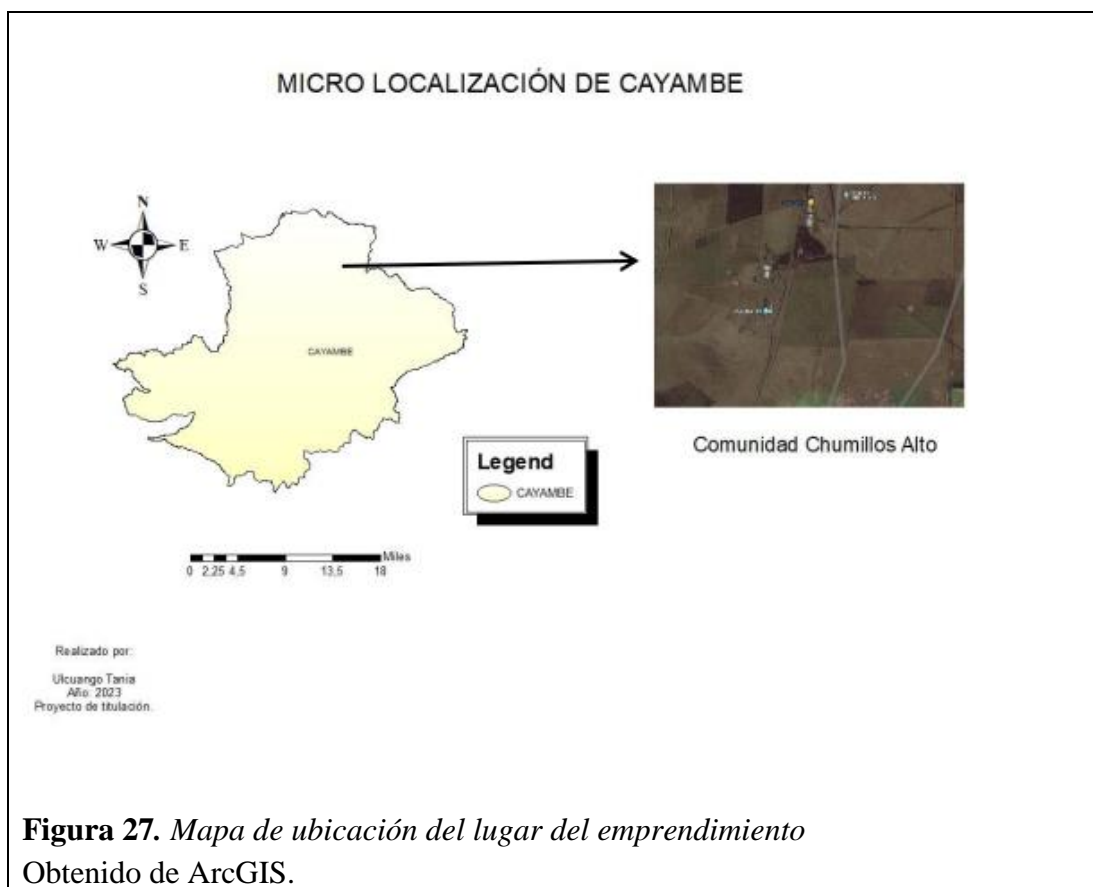 MICRO LOCALIZACIÓN DE CAYAMBE
N
W E
S
CAYAMBE
Comunidad Chumillos Alto
Legend
CAYAMBE
Miles
0 2,25 4,5 9 13,5 18
Realizado por:
Ulcuango Tania
Año: 2023
Proyecto de titulación.
Figura 27. Mapa de ubicación del lugar del emprendimiento
Obtenido de ArcGIS.